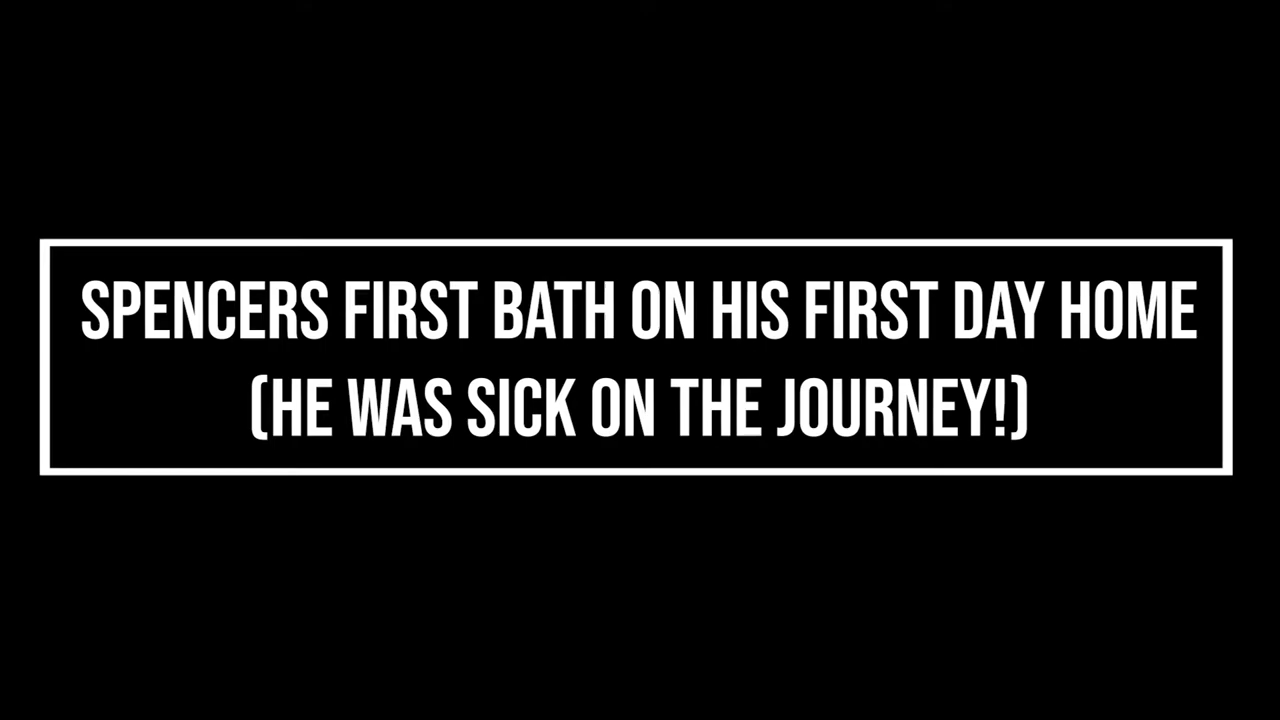 SPENCERS FIRST BATH ON HIS FIRST DAY HOME
(HE WAS SICK ON THE JOURNEY!)